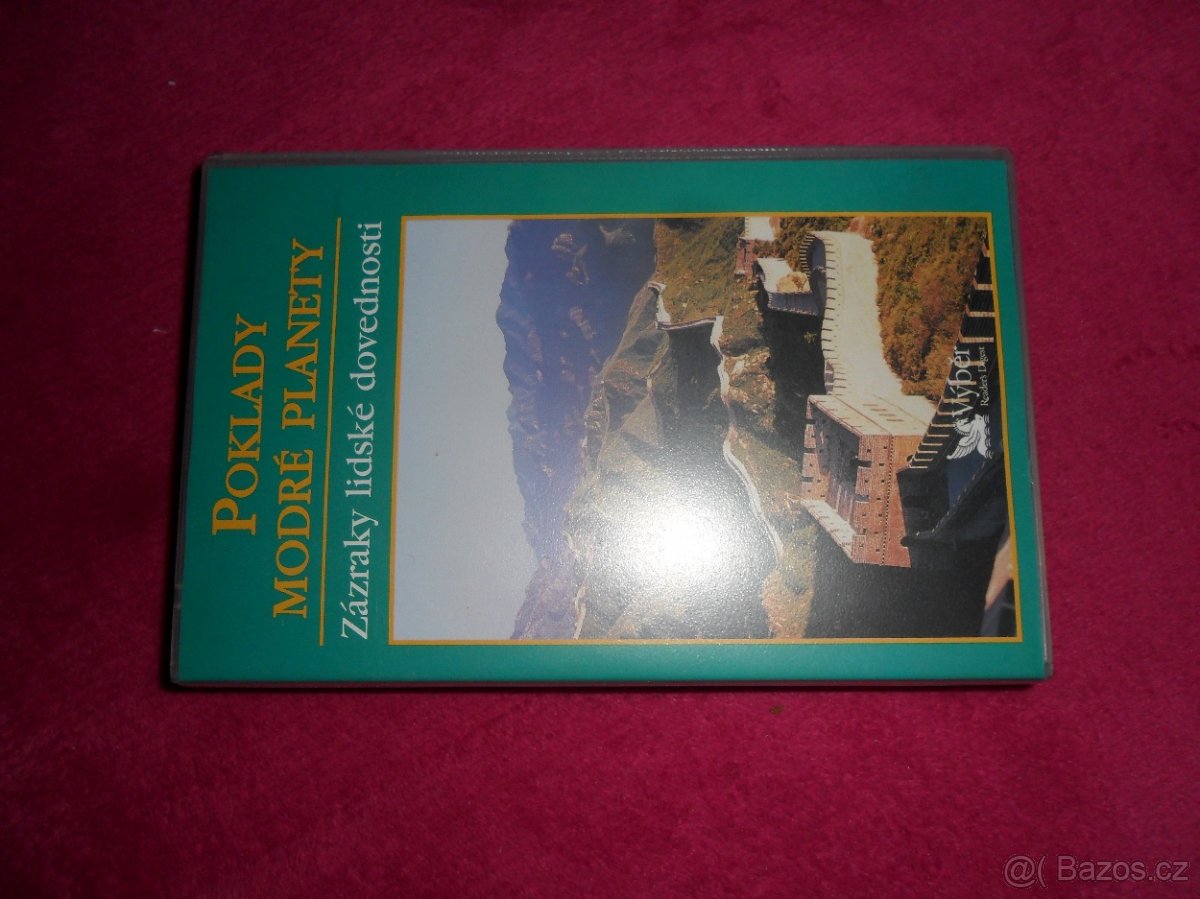 POKLADY
MODRÉ PLANETY
Zázraky lidské dovednosti
Výběr
Reader's Digest
@( Bazos.cz